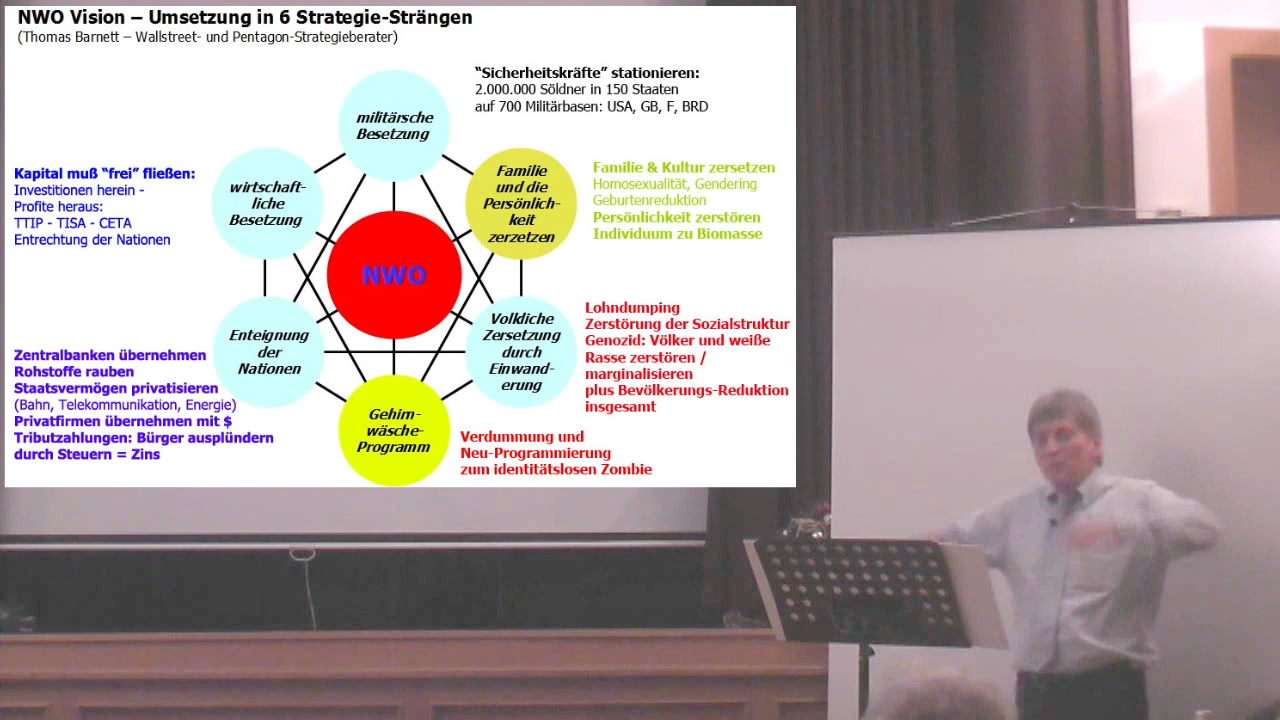 NWO Vision – Umsetzung in 6 Strategie-Strängen
(Thomas Barnett – Wallstreet- und Pentagon-Strategieberater)
“Sicherheitskräfte” stationieren:
2.000.000 Söldner in 150 Staaten
auf 700 Militärbasen: USA, GB, F, BRD
militärsche
Besetzung
Familie
und die
Persönlich-
keit
zerzetzen
Familie & Kultur zersetzen
Homosexualität, Gendering
Geburtenreduktion
Persönlichkeit zerstören
Individuum zu Biomasse
Kapital muß “frei” fließen:
Investitionen herein -
Profite heraus:
TTIP - TISA - CETA
Entrechtung der Nationen
wirtschaft-
liche
Besetzung
NWO
Volkliche
Zersetzung
durch
Einwand-
erung
Lohndumping
Zerstörung der Sozialstruktur
Genozid: Völker und weiße
Rasse zerstören /
marginalisieren
plus Bevölkerungs-Reduktion
insgesamt
Enteignung
der
Nationen
Zentralbanken übernehmen
Rohstoffe rauben
Staatsvermögen privatisieren
(Bahn, Telekommunikation, Energie)
Privatfirmen übernehmen mit $
Tributzahlungen: Bürger ausplündern
durch Steuern = Zins
Gehirn-
wäsche-
Programm
Verdummung und
Neu-Programmierung
zum identitätslosen Zombie